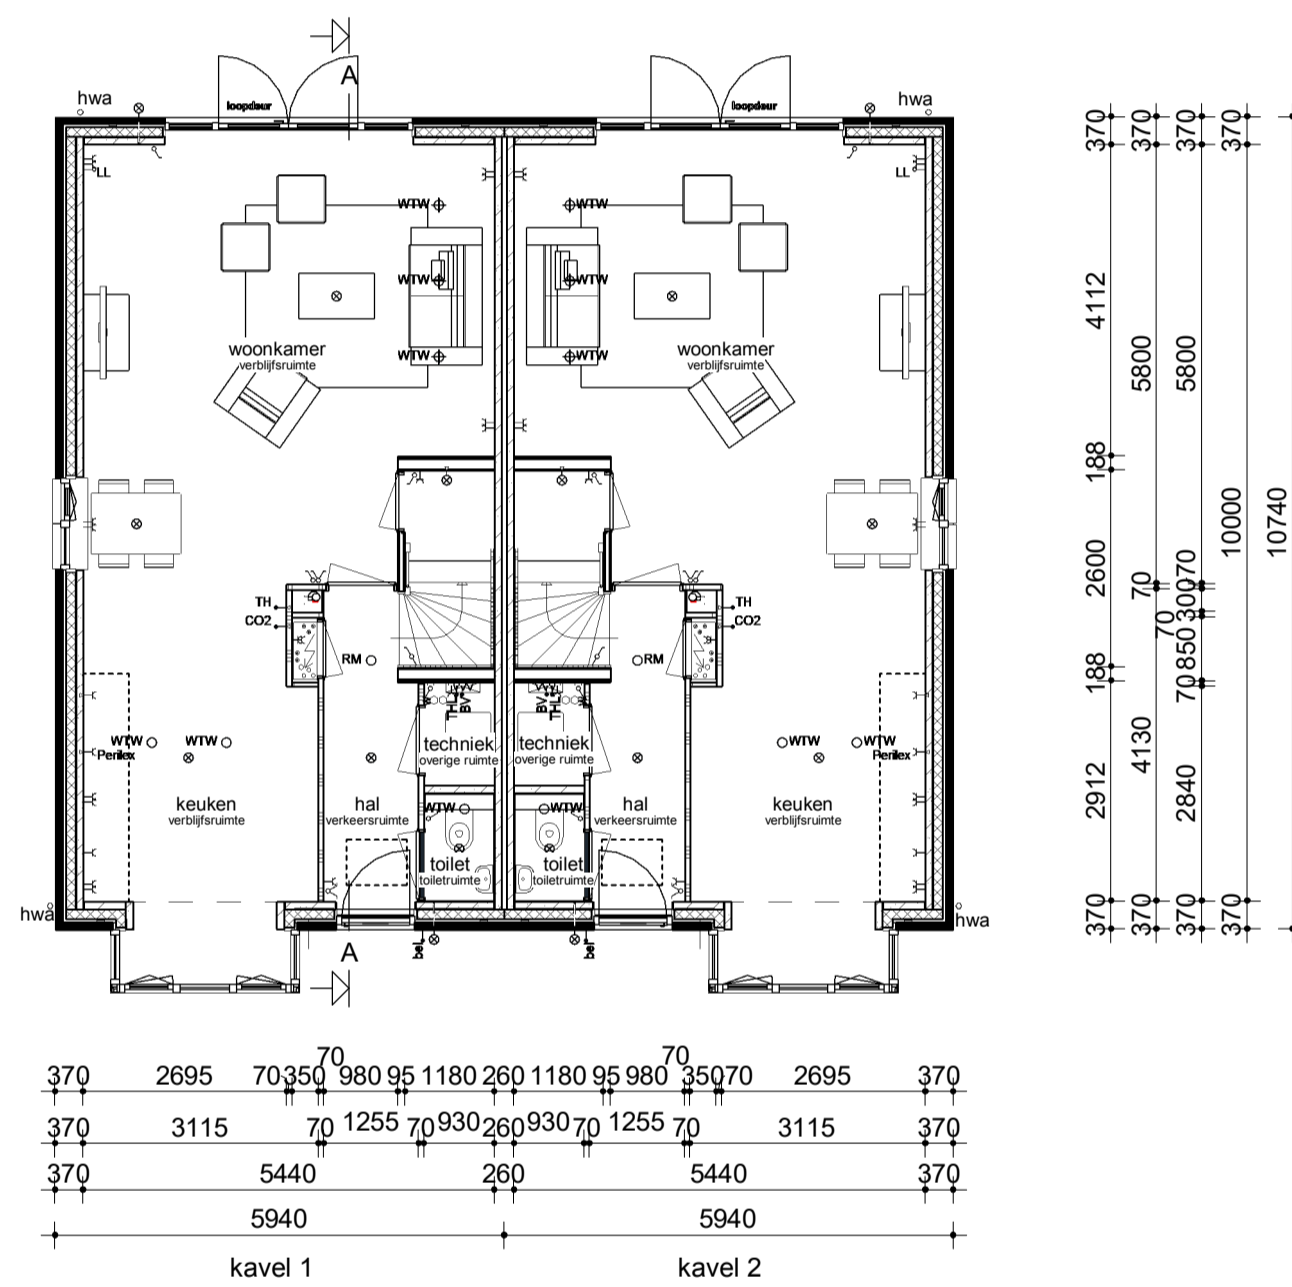 A
hwa
loopdeur
loopdeur
hwa
LL
LL
WTW
WTW
WTW
WTW
woonkamer
verblijfsruimte
WTW
WTW
woonkamer
verblijfsruimte
TH
CO2
TH
CO2
RM
RM
THL
BV
BV
THL
WTW
WTW
Perilex
WTW
WTW
Perilex
techniek
overige ruimte
techniek
overige ruimte
keuken
verblijfsruimte
hal
verkeersruimte
WTW
WTW
hal
verkeersruimte
keuken
verblijfsruimte
toilet
toiletruimte
toilet
toiletruimte
hwa
hwa
bel
bel
A
370 4112 188 2600 188 2912 370
370 5800 70 4130 370
370 5800 70 300 70 850 70 2840 370
370 10000 370
10740
370 2695 70 350 70 980 95 1180 260 1180 95 980 70 350 70 2695 370
370 3115 70 1255 70 930 260 930 70 1255 70 3115 370
370 5440 260 5440 370
5940 5940
kavel 1 kavel 2